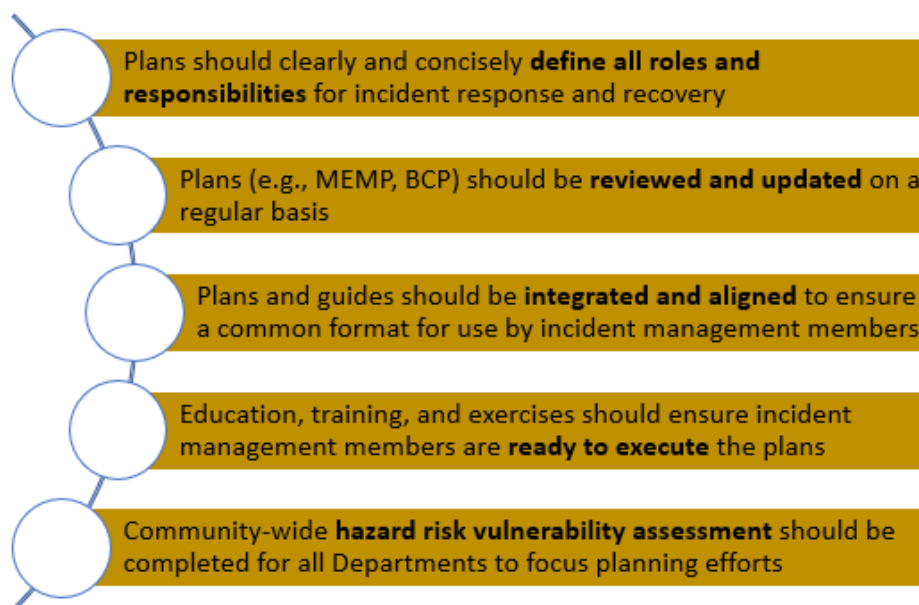 Plans should clearly and concisely define all roles and
responsibilities for incident response and recovery
Plans (e.g., MEMP, BCP) should be reviewed and updated on a
regular basis
Plans and guides should be integrated and aligned to ensure
a common format for use by incident management members
Education, training, and exercises should ensure incident
management members are ready to execute the plans
Community-wide hazard risk vulnerability assessment should be
completed for all Departments to focus planning efforts